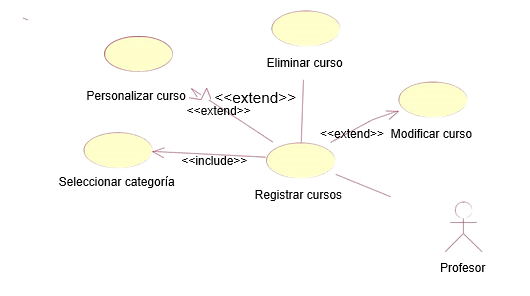 Eliminar curso
Personalizar curso
<<extend>>
<<extend>>
<<extend>>
Modificar curso
<<include>>
Seleccionar categoría
Registrar cursos
Profesor